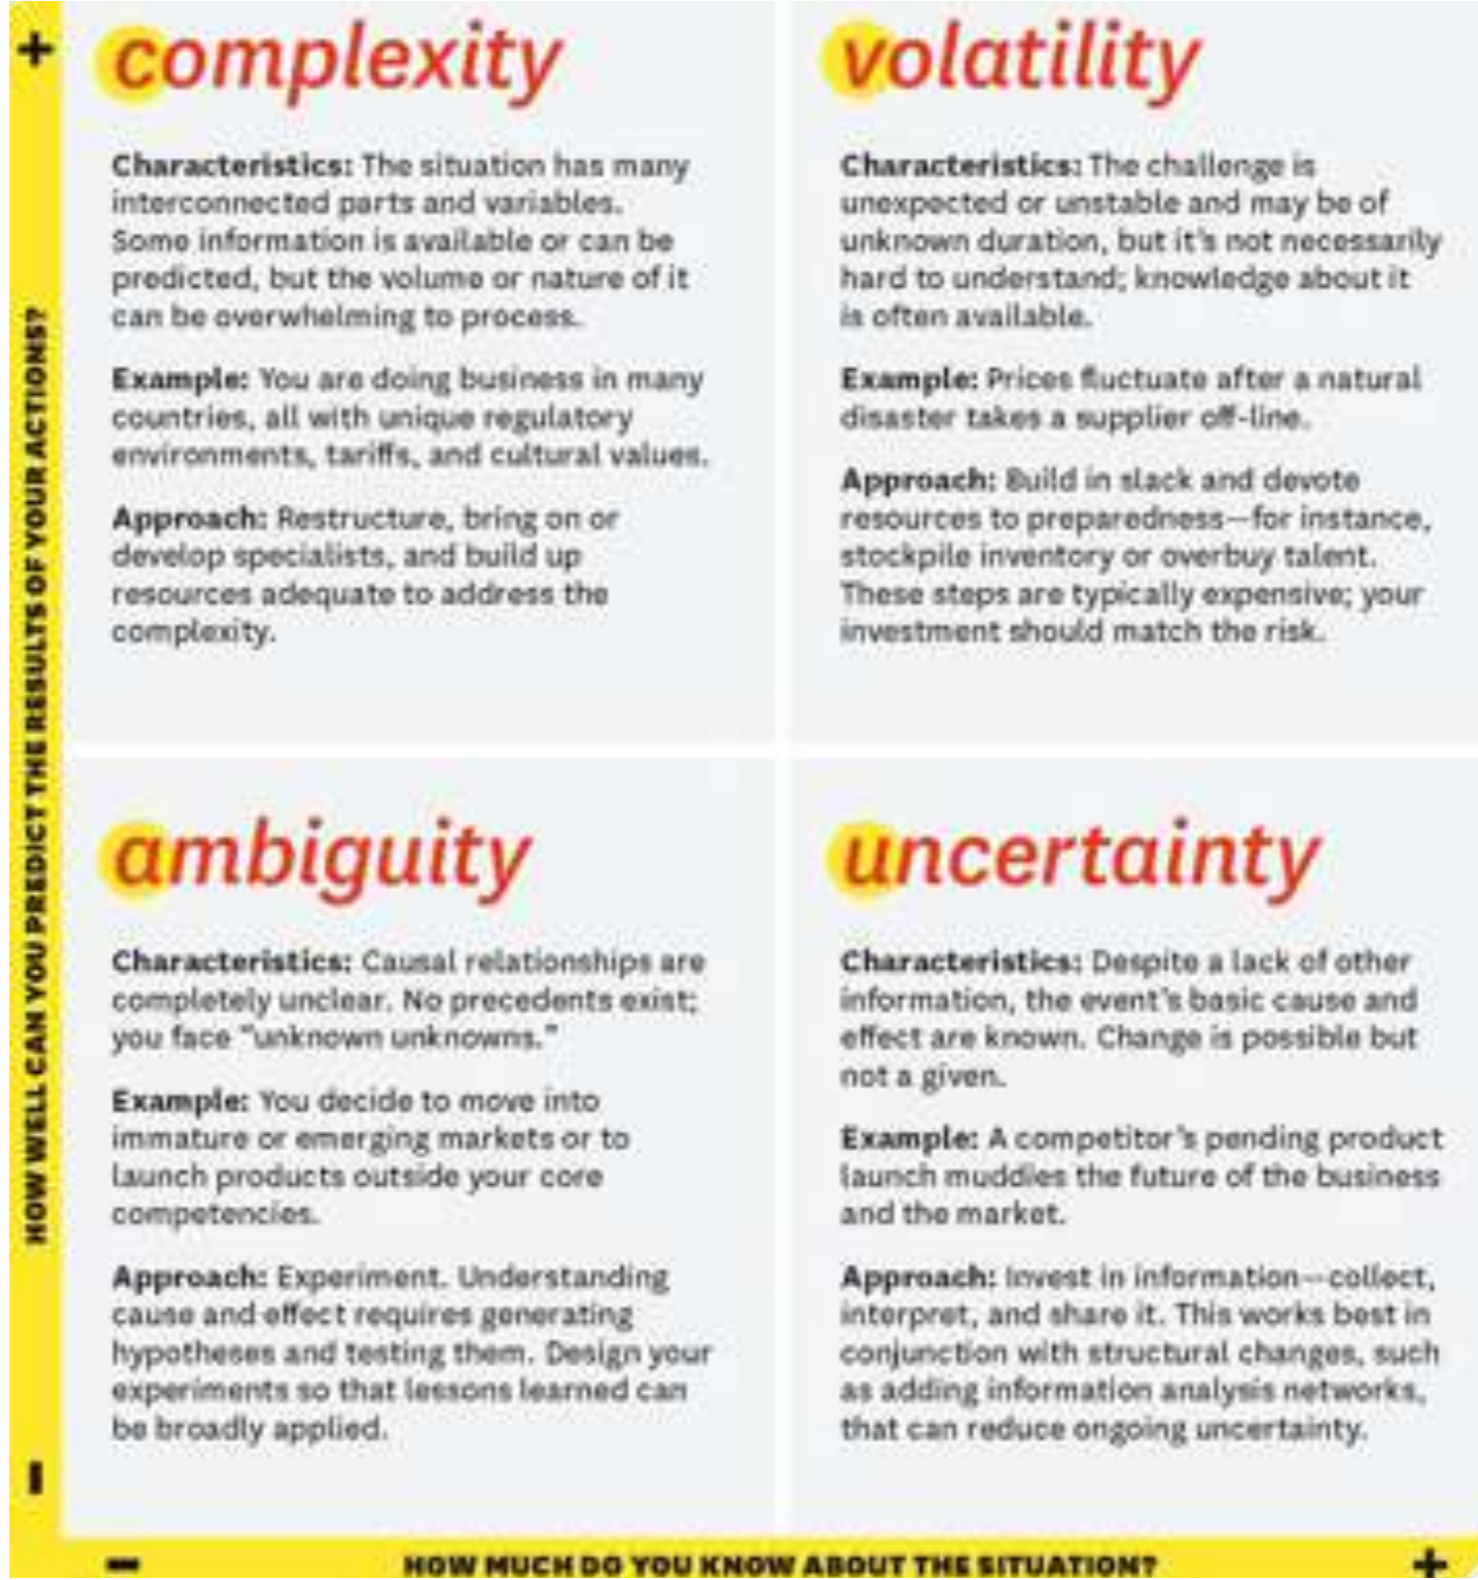 +
complexity
Characteristics: The situation has many
interconnected parts and variables.
Some information is available or can be
predicted, but the volume or nature of it
can be overwhelming to process.
Example: You are doing business in many
countries, all with unique regulatory
environments, tariffs, and cultural values.
Approach: Restructure, bring on or
develop specialists, and build up
resources adequate to address the
complexity.
volatility
Characteristics: The challenge is
unexpected or unstable and may be of
unknown duration, but it's not necessarily
hard to understand; knowledge about it
is often available.
Example: Prices fluctuate after a natural
disaster takes a supplier off-line.
Approach: Build in slack and devote
resources to preparedness—for instance,
stockpile inventory or overbuy talent.
These steps are typically expensive; your
investment should match the risk.
HOW WELL CAN YOU PREDICT THE RESULTS OF YOUR ACTIONS?
ambiguity
Characteristics: Causal relationships are
completely unclear. No precedents exist;
you face "unknown unknowns."
Example: You decide to move into
immature or emerging markets or to
launch products outside your core
competencies.
Approach: Experiment. Understanding
cause and effect requires generating
hypotheses and testing them. Design your
experiments so that lessons learned can
be broadly applied.
uncertainty
Characteristics: Despite a lack of other
information, the event's basic cause and
effect are known. Change is possible but
not a given.
Example: A competitor's pending product
launch muddies the future of the business
and the market.
Approach: Invest in information—collect,
interpret, and share it. This works best in
conjunction with structural changes, such
as adding information analysis networks,
that can reduce ongoing uncertainty.
–
– HOW MUCH DO YOU KNOW ABOUT THE SITUATION? +